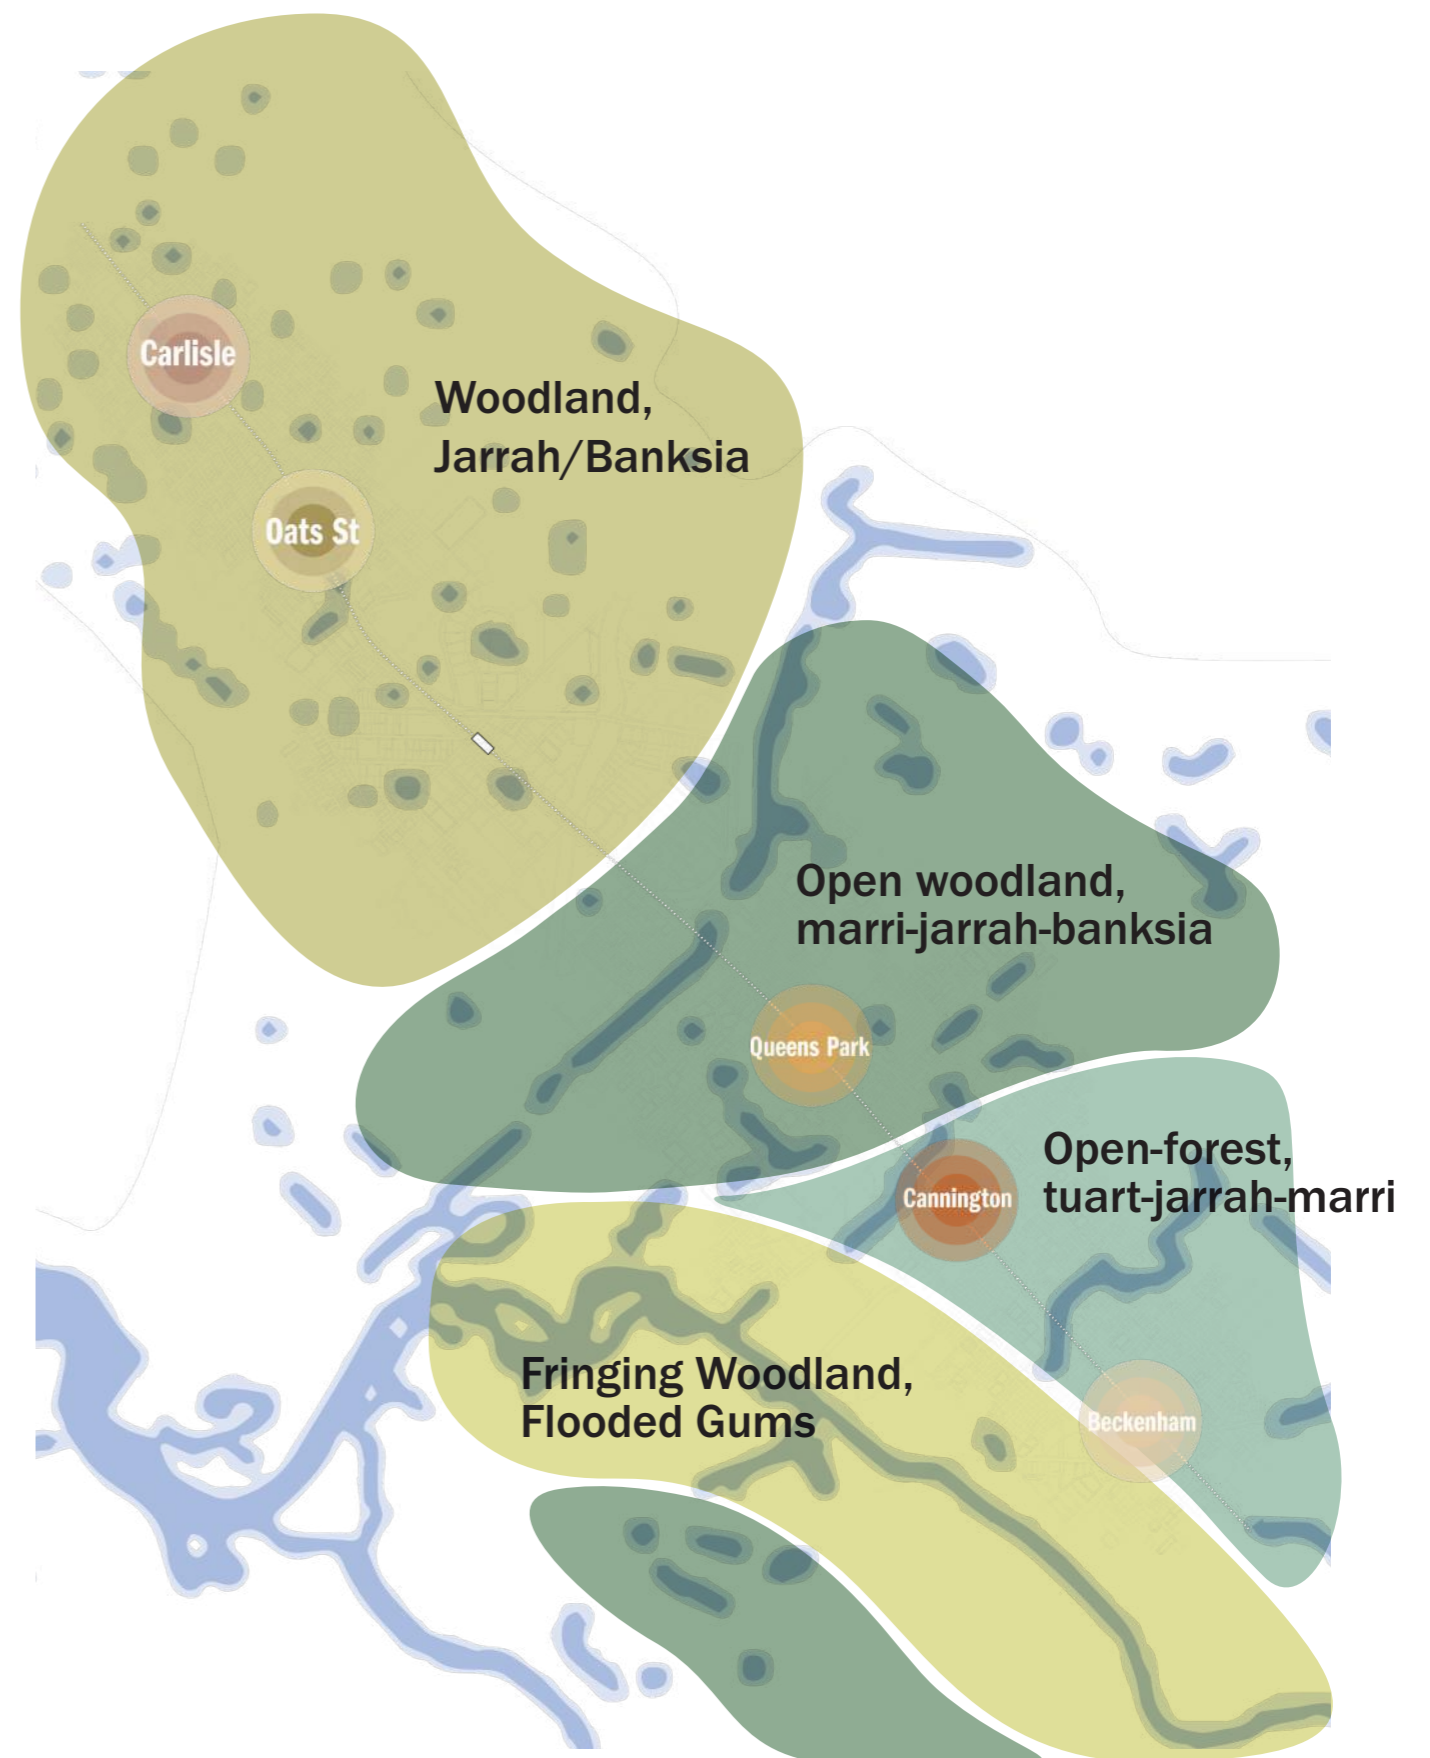 Carlisle
Woodland,
Jarrah/Banksia
Oats St
Open woodland,
marri-jarrah-banksia
Queens Park
Open-forest,
tuart-jarrah-marri
Cannington
Fringing Woodland,
Flooded Gums
Beckenham